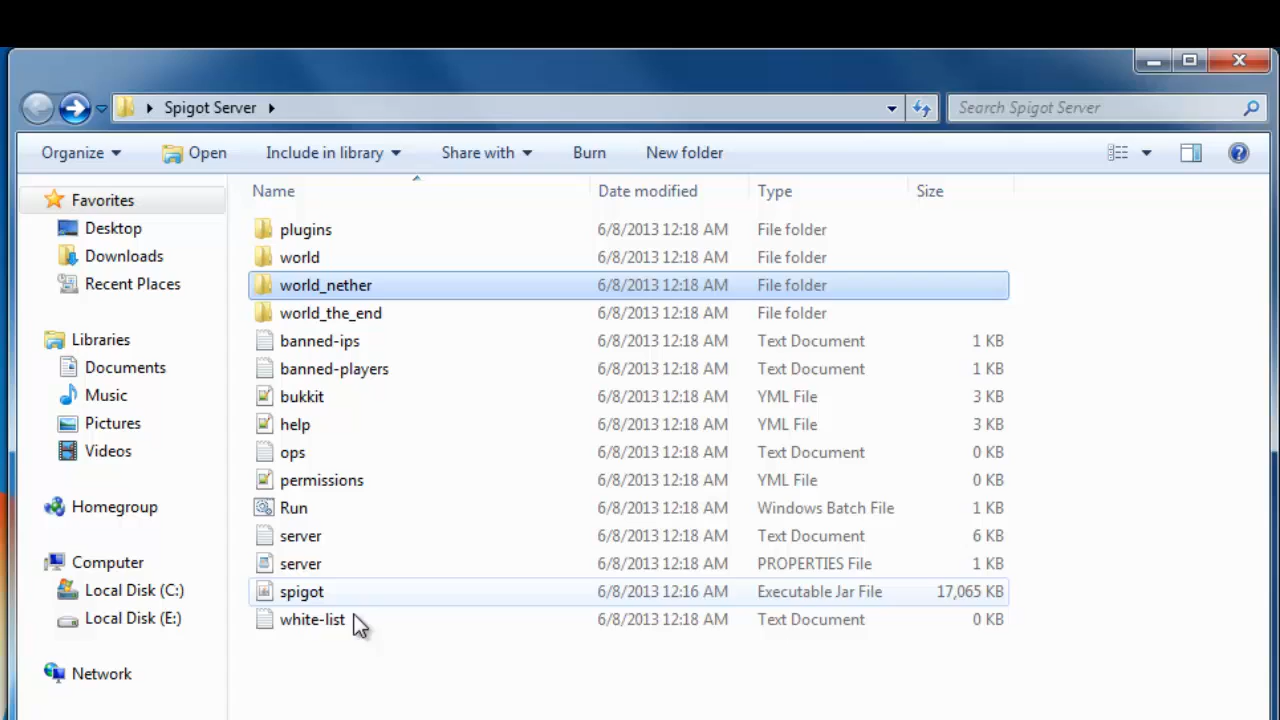 Spigot Server
Search Spigot Server
Organize Open Include in library Share with Burn New folder
Name Date modified Type Size
Favorites
Desktop
Downloads
Recent Places
Libraries
Documents
Music
Pictures
Videos
Homegroup
Computer
Local Disk (C:)
Local Disk (E:)
Network
plugins 6/8/2013 12:18 AM File folder
world 6/8/2013 12:18 AM File folder
world_nether 6/8/2013 12:18 AM File folder
world_the_end 6/8/2013 12:18 AM File folder
banned-ips 6/8/2013 12:18 AM Text Document 1 KB
banned-players 6/8/2013 12:18 AM Text Document 1 KB
bukkit 6/8/2013 12:18 AM YML File 3 KB
help 6/8/2013 12:18 AM YML File 3 KB
ops 6/8/2013 12:18 AM Text Document 0 KB
permissions 6/8/2013 12:18 AM YML File 0 KB
Run 6/8/2013 12:18 AM Windows Batch File 1 KB
server 6/8/2013 12:18 AM Text Document 6 KB
server 6/8/2013 12:18 AM PROPERTIES File 1 KB
spigot 6/8/2013 12:16 AM Executable Jar File 17,065 KB
white-list 6/8/2013 12:18 AM Text Document 0 KB